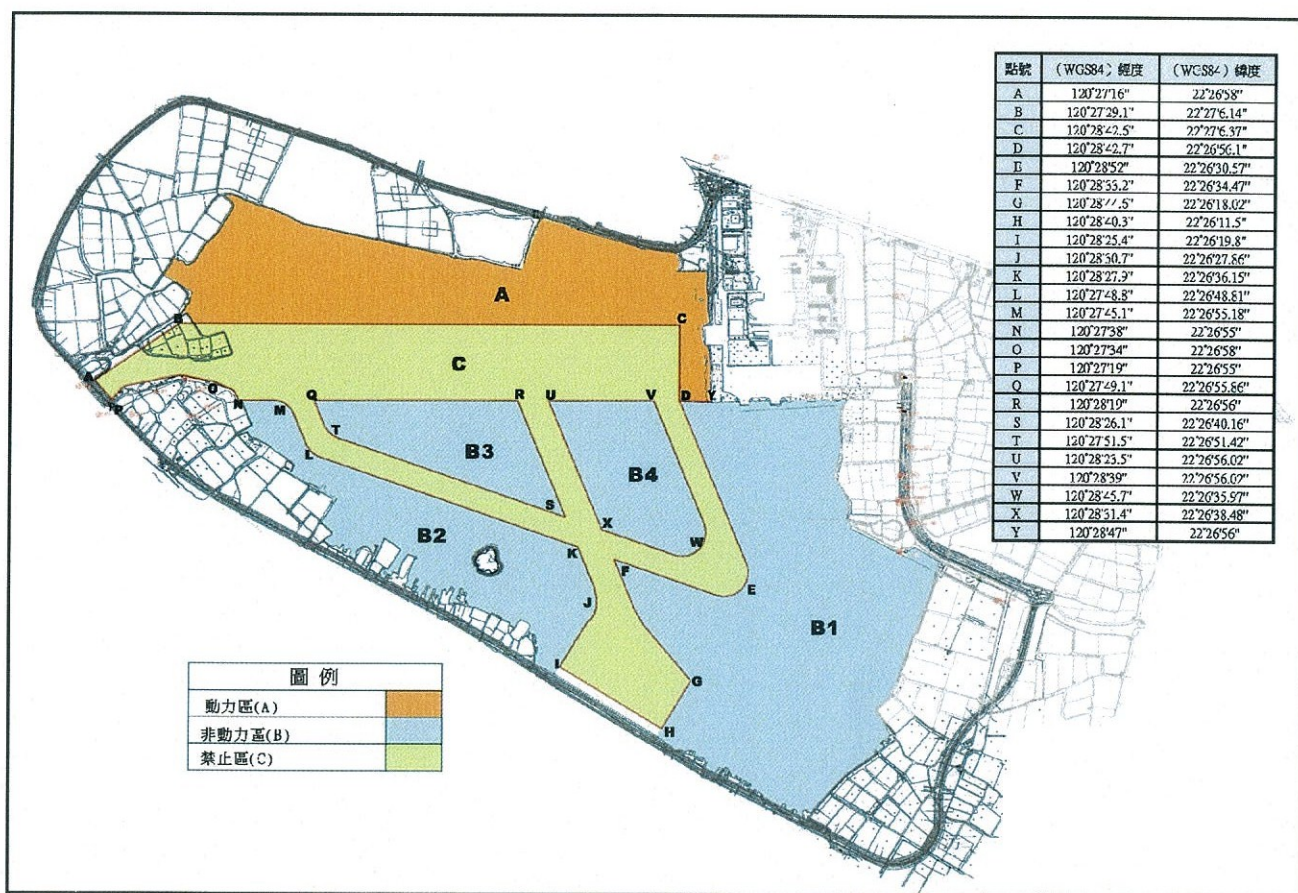 點號 (WGS84) 經度 (WGS84) 緯度
A 120°27'16" 22°26'58"
B 120°27'29.1" 22°27'6.14"
C 120°28'42.5" 22°27'6.37"
D 120°28'42.7" 22°26'56.1"
E 120°28'52" 22°26'30.57"
F 120°28'33.2" 22°26'34.47"
G 22°26'18.02"
H 120°28'40.3" 22°26'11.5"
I 120°28'25.4" 22°26'19.8"
J 120°28'30.7" 22°26'27.86"
K 120°28'27.9" 22°26'36.15"
L 120°27'48.8" 22°26'48.81"
M 120°27'45.1" 22°26'55.18"
N 120°27'38" 22°26'55"
O 120°27'34" 22°26'58"
P 120°27'19" 22°26'55"
Q 120°27'49.1" 22°26'55.86"
R 120°28'19" 22°26'56"
S 120°28'26.1" 22°26'40.16"
T 120°27'51.5" 22°26'51.42"
U 120°28'23.5" 22°26'56.02"
V 120°28'39" 22°26'56.02"
W 120°28'45.7" 22°26'35.97"
X 120°28'31.4" 22°26'38.48"
Y 120°28'47" 22°26'56"
A
B C
C
A
P O N M Q R U V D Y
T
L B3 B4
S
X
B2 K W
F
E
J
B1
I
G
H
圖 例
動力區(A)
非動力區(B)
禁止區(C)